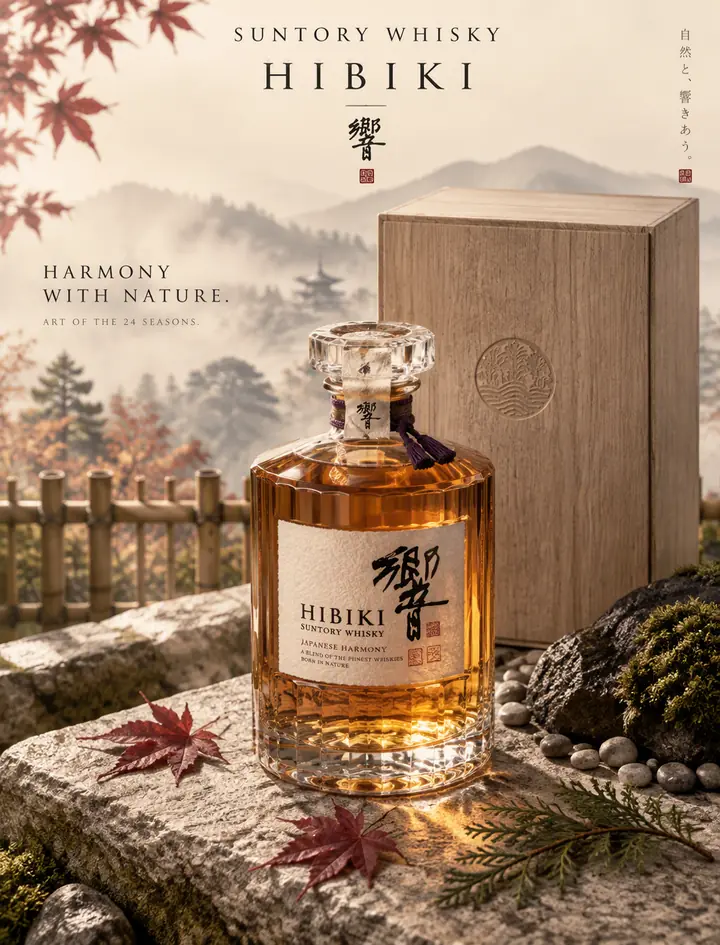 SUNTORY WHISKY
HIBIKI
響
自然と、響きあう。
HARMONY
WITH NATURE.
ART OF THE 24 SEASONS.
響
響
HIBIKI
SUNTORY WHISKY
JAPANESE HARMONY
A BLEND OF THE FINEST WHISKIES
BORN IN NATURE